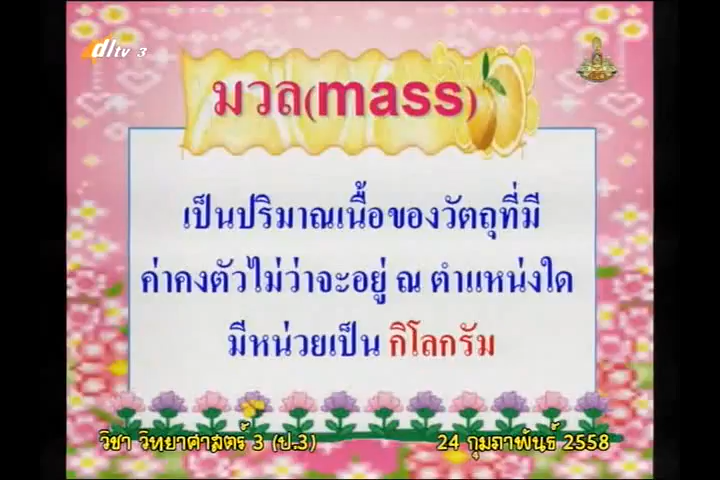 dltv 3
มวล(mass)
เป็นปริมาณเนื้อของวัตถุที่มี
ค่าคงตัวไม่ว่าจะอยู่ ณ ตำแหน่งใด
มีหน่วยเป็น กิโลกรัม
วิชา วิทยาศาสตร์ 3 (ป.3)
24 กุมภาพันธ์ 2558